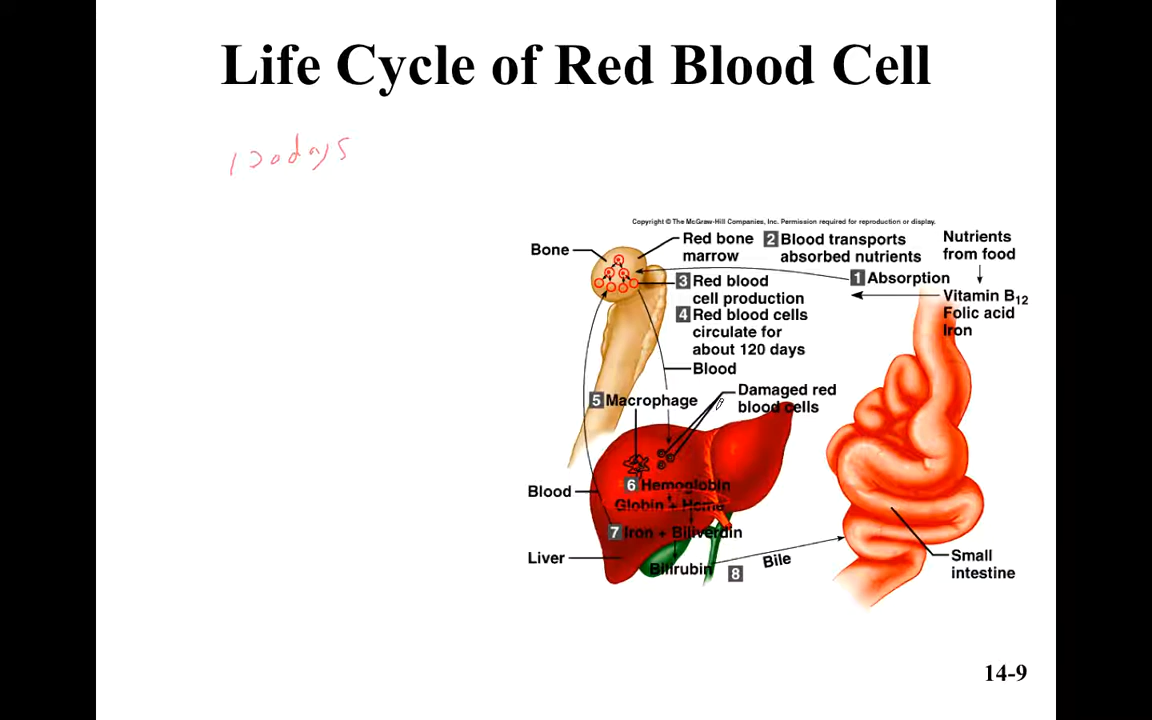 Life Cycle of Red Blood Cell
120days
Copyright © The McGraw-Hill Companies, Inc. Permission required for reproduction or display.
Bone
Red bone
marrow
2 Blood transports
absorbed nutrients
Nutrients
from food
1 Absorption
3 Red blood
cell production
Vitamin B12
Folic acid
Iron
4 Red blood cells
circulate for
about 120 days
Blood
Damaged red
blood cells
5 Macrophage
6 Hemoglobin
Globin + Heme
Blood
7 Iron + Biliverdin
Liver
Bilirubin
8
Bile
Small
intestine
14-9